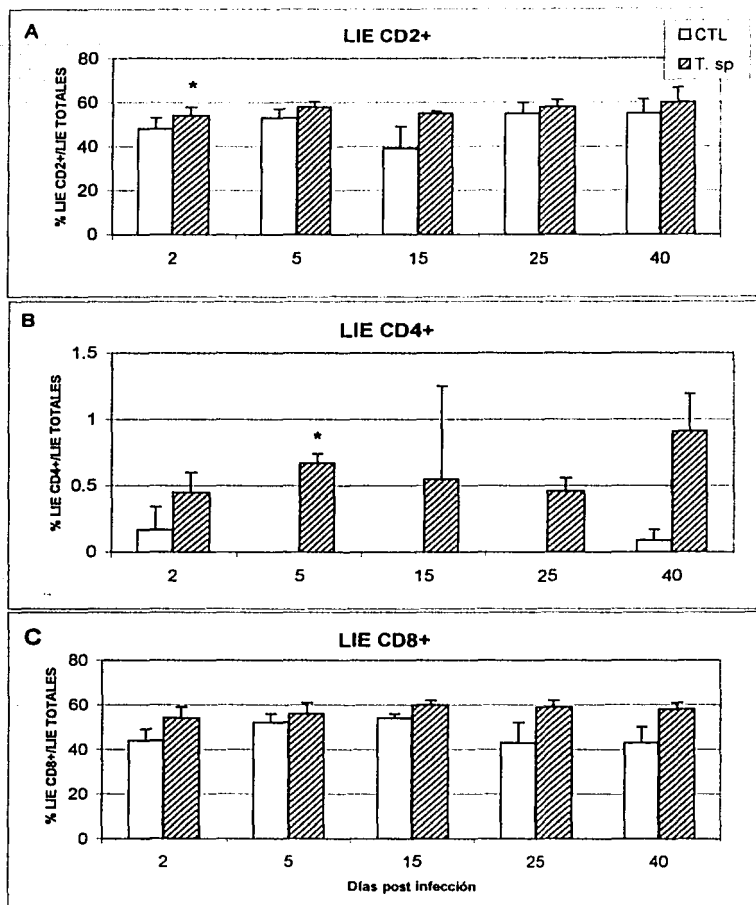 A
LIE CD2+
CTL
T. sp
% LIE CD2+/LIE TOTALES
80
60
40
20
0
*
2 5 15 25 40
B
LIE CD4+
% LIE CD4+/LIE TOTALES
1.5
1
0.5
0
*
2 5 15 25 40
C
LIE CD8+
% LIE CD8+/LIE TOTALES
80
60
40
20
0
2 5 15 25 40
Días post infección